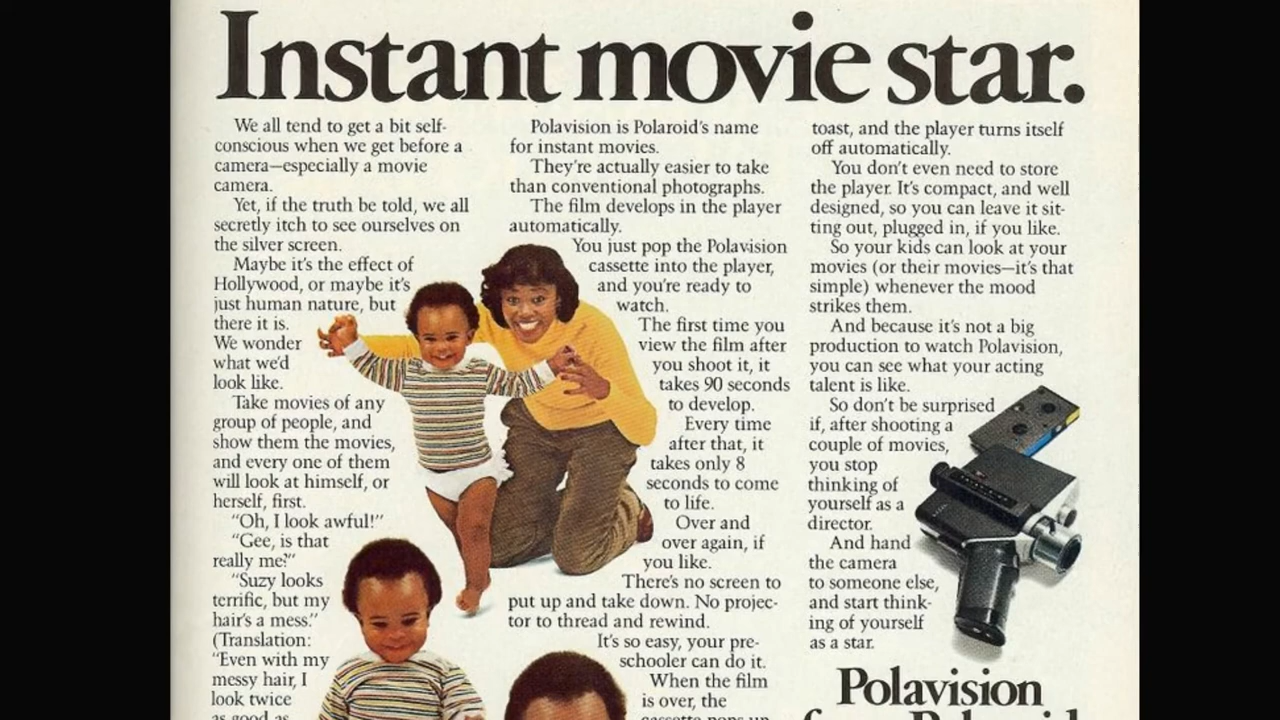 Instant movie star.
We all tend to get a bit self-
conscious when we get before a
camera—especially a movie
camera.
Yet, if the truth be told, we all
secretly itch to see ourselves on
the silver screen.
Maybe it's the effect of
Hollywood, or maybe it's
just human nature, but
there it is.
We wonder
what we'd
look like.
Take movies of any
group of people, and
show them the movies,
and every one of them
will look at himself, or
herself, first.
"Oh, I look awful!"
"Gee, is that
really me?"
"Suzy looks
terrific, but my
hair's a mess."
(Translation:
"Even with my
messy hair, I
look twice
as good as
Polavision is Polaroid's name
for instant movies.
They're actually easier to take
than conventional photographs.
The film develops in the player
automatically.
You just pop the Polavision
cassette into the player,
and you're ready to
watch.
The first time you
view the film after
you shoot it, it
takes 90 seconds
to develop.
Every time
after that, it
takes only 8
seconds to come
to life.
Over and
over again, if
you like.
There's no screen to
put up and take down. No projec-
tor to thread and rewind.
It's so easy, your pre-
schooler can do it.
When the film
is over, the
cassette pops up
toast, and the player turns itself
off automatically.
You don't even need to store
the player. It's compact, and well
designed, so you can leave it sit-
ting out, plugged in, if you like.
So your kids can look at your
movies (or their movies—it's that
simple) whenever the mood
strikes them.
And because it's not a big
production to watch Polavision,
you can see what your acting
talent is like.
So don't be surprised
if, after shooting a
couple of movies,
you stop
thinking of
yourself as a
director.
And hand
the camera
to someone else,
and start think-
ing of yourself
as a star.
Polavision
from Polaroid